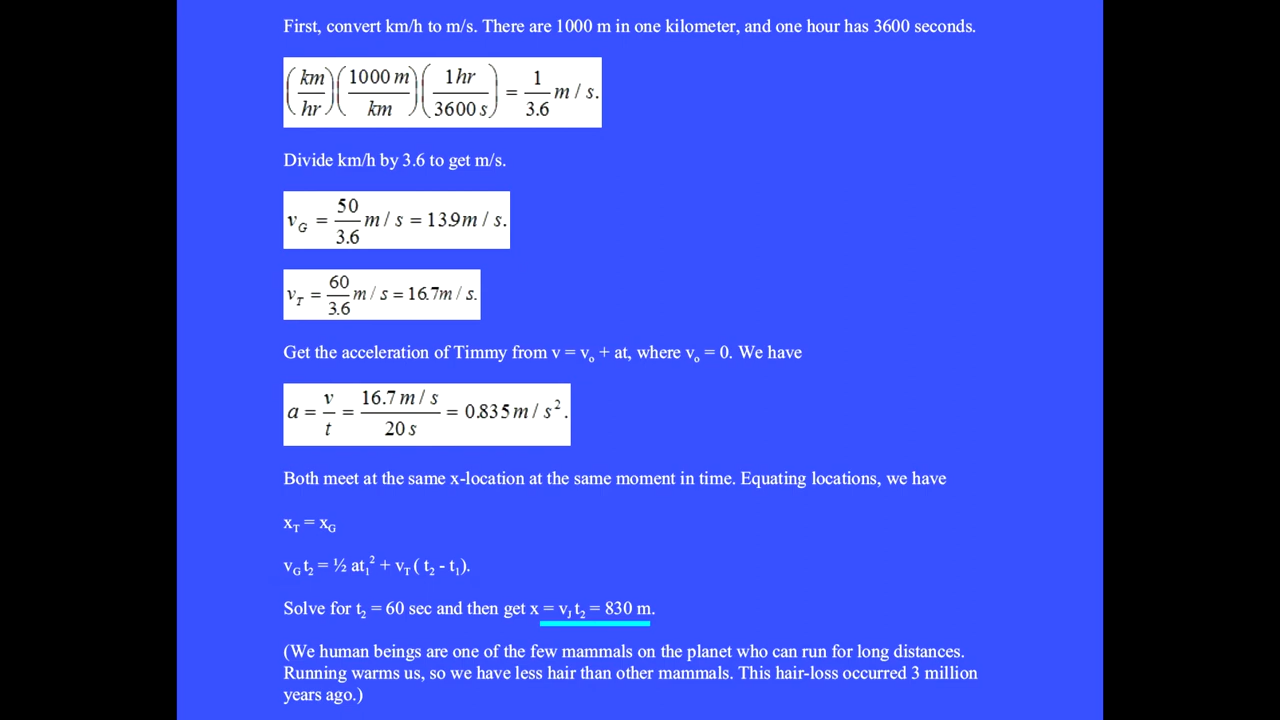 First, convert km/h to m/s. There are 1000 m in one kilometer, and one hour has 3600 seconds.
(km/hr)(1000 m/km)(1hr/3600 s) = 1/3.6 m / s.
Divide km/h by 3.6 to get m/s.
v_G = 50/3.6 m / s = 13.9 m / s.
v_T = 60/3.6 m / s = 16.7 m / s.
Get the acceleration of Timmy from v = v_o + at, where v_o = 0. We have
a = v/t = 16.7 m / s / 20 s = 0.835 m / s².
Both meet at the same x-location at the same moment in time. Equating locations, we have
x_T = x_G
v_G t_2 = ½ at_1² + v_T ( t_2 - t_1).
Solve for t_2 = 60 sec and then get x = v_J t_2 = 830 m.
(We human beings are one of the few mammals on the planet who can run for long distances.
Running warms us, so we have less hair than other mammals. This hair-loss occurred 3 million
years ago.)